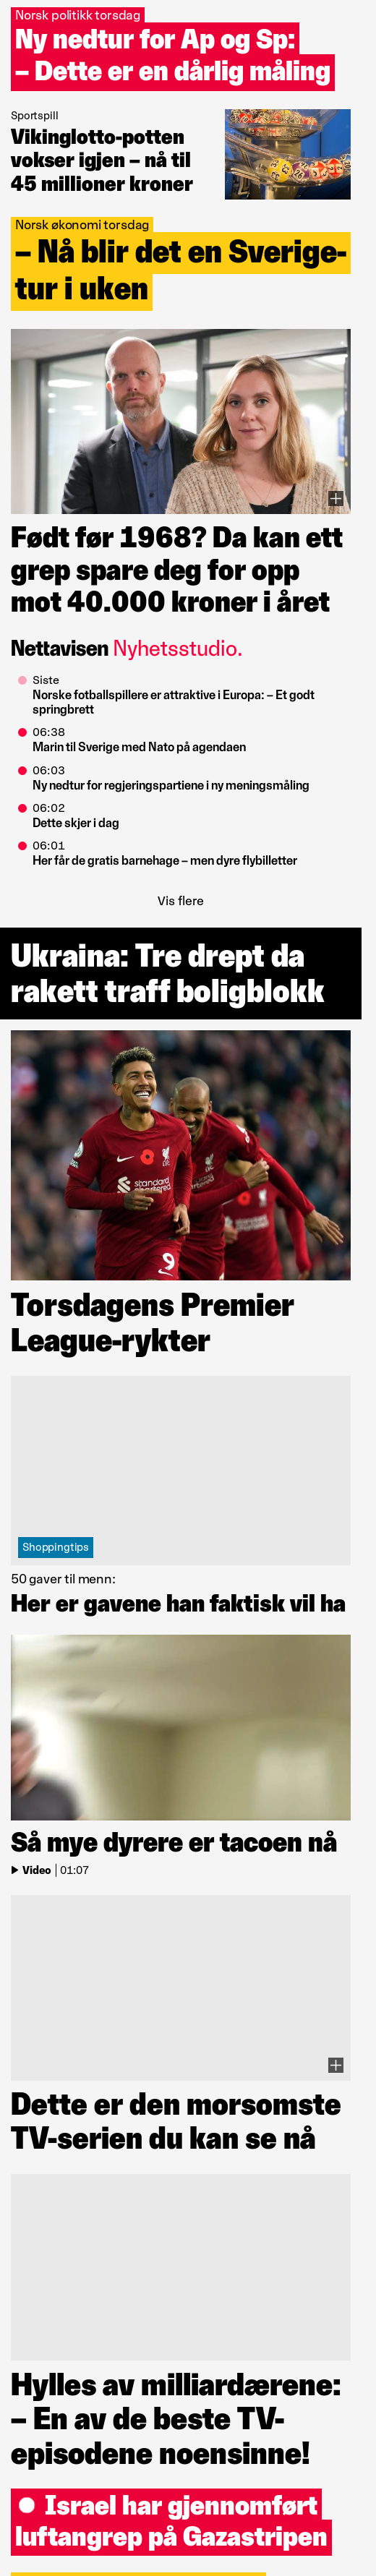 Norsk politikk torsdag
Ny nedtur for Ap og Sp:
– Dette er en dårlig måling
Sportspill
Vikinglotto-potten
vokser igjen – nå til
45 millioner kroner
Norsk økonomi torsdag
– Nå blir det en Sverige-
tur i uken
Født før 1968? Da kan ett
grep spare deg for opp
mot 40.000 kroner i året
Nettavisen Nyhetsstudio.
Siste
Norske fotballspillere er attraktive i Europa: – Et godt
springbrett
06:38
Marin til Sverige med Nato på agendaen
06:03
Ny nedtur for regjeringspartiene i ny meningsmåling
06:02
Dette skjer i dag
06:01
Her får de gratis barnehage – men dyre flybilletter
Vis flere
Ukraina: Tre drept da
rakett traff boligblokk
standard
chartered
9
Torsdagens Premier
League-rykter
Shoppingtips
50 gaver til menn:
Her er gavene han faktisk vil ha
Så mye dyrere er tacoen nå
Video | 01:07
Dette er den morsomste
TV-serien du kan se nå
Hylles av milliardærene:
– En av de beste TV-
episodene noensinne!
Israel har gjennomført
luftangrep på Gazastripen